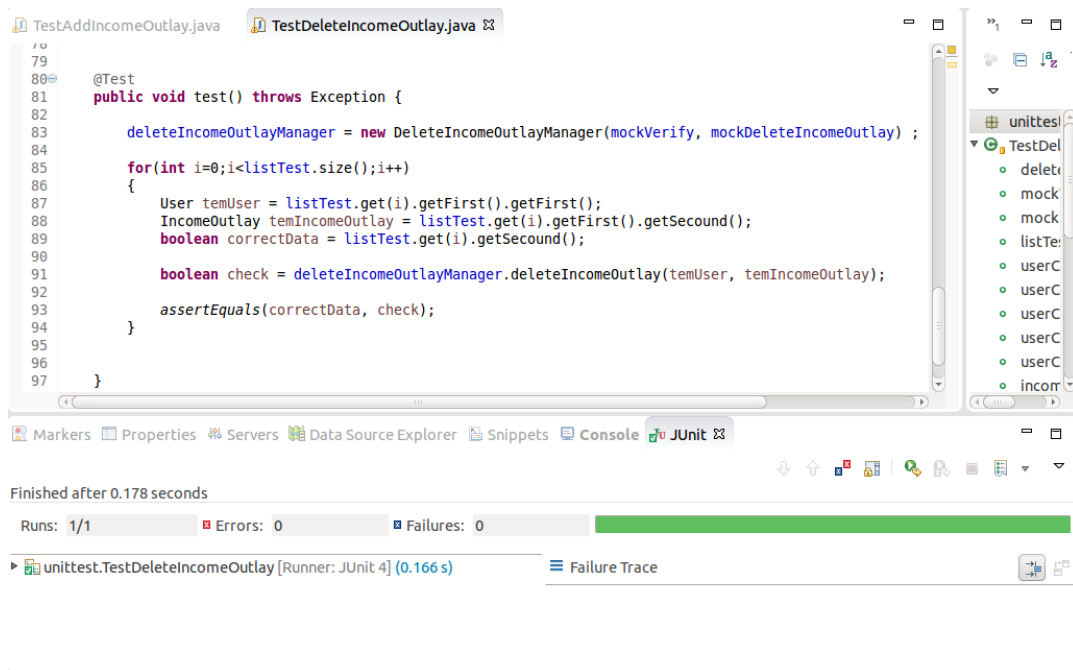 TestAddIncomeOutlay.java TestDeleteIncomeOutlay.java
78
79
80 @Test
81 public void test() throws Exception {
82
83 deleteIncomeOutlayManager = new DeleteIncomeOutlayManager(mockVerify, mockDeleteIncomeOutlay) ;
84
85 for(int i=0;i<listTest.size();i++)
86 {
87 User temUser = listTest.get(i).getFirst().getFirst();
88 IncomeOutlay temIncomeOutlay = listTest.get(i).getFirst().getSecound();
89 boolean correctData = listTest.get(i).getSecound();
90
91 boolean check = deleteIncomeOutlayManager.deleteIncomeOutlay(temUser, temIncomeOutlay);
92
93 assertEquals(correctData, check);
94 }
95
96
97 }
unittest
TestDel
delete
mock
mock
listTes
userC
userC
userC
userC
userC
incom
Markers Properties Servers Data Source Explorer Snippets Console JUnit
Finished after 0.178 seconds
Runs: 1/1 Errors: 0 Failures: 0
unittest.TestDeleteIncomeOutlay [Runner: JUnit 4] (0.166 s) Failure Trace